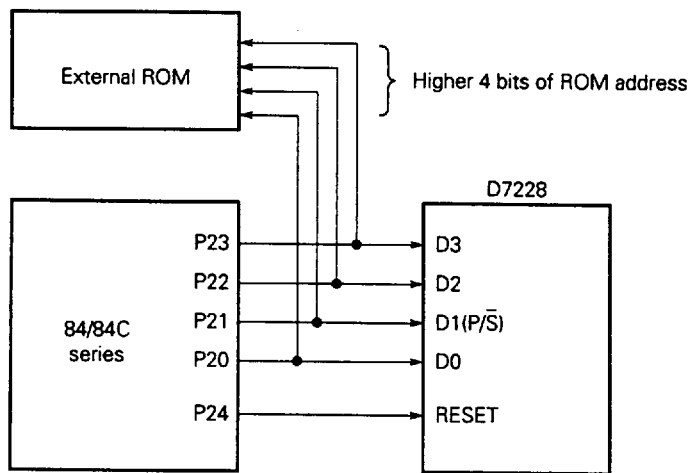 External ROM
Higher 4 bits of ROM address
D7228
P23
D3
P22
D2
84/84C
series
P21
D1(P/S̅)
P20
D0
P24
RESET